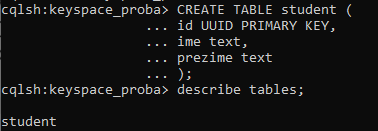 cqlsh:keyspace_proba> CREATE TABLE student (
                  ... id UUID PRIMARY KEY,
                  ... ime text,
                  ... prezime text
                  ... );
cqlsh:keyspace_proba> describe tables;
student